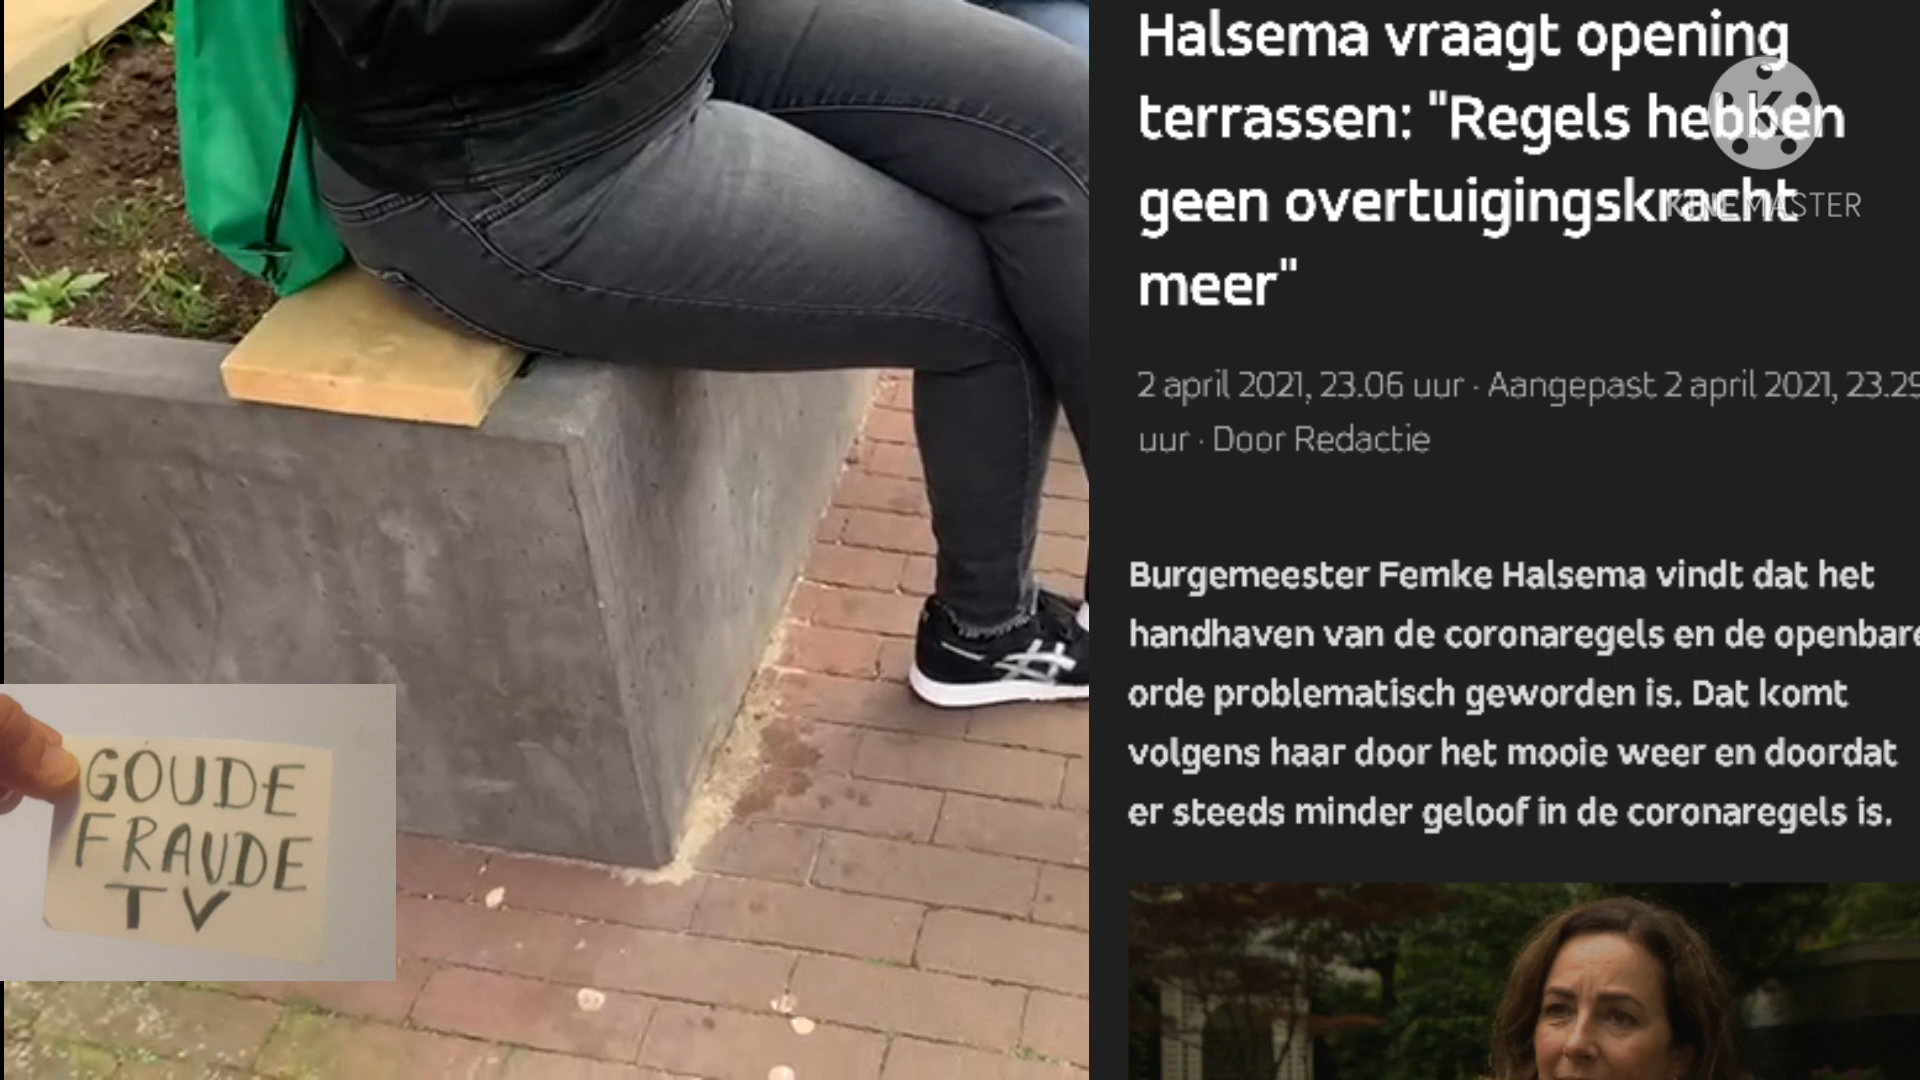 Halsema vraagt opening
terrassen: "Regels hebben
geen overtuigingskracht
meer"
KINEMASTER
2 april 2021, 23.06 uur · Aangepast 2 april 2021, 23.29
uur · Door Redactie
Burgemeester Femke Halsema vindt dat het
handhaven van de coronaregels en de openbare
orde problematisch geworden is. Dat komt
volgens haar door het mooie weer en doordat
er steeds minder geloof in de coronaregels is.
GOUDE
FRAUDE
TV